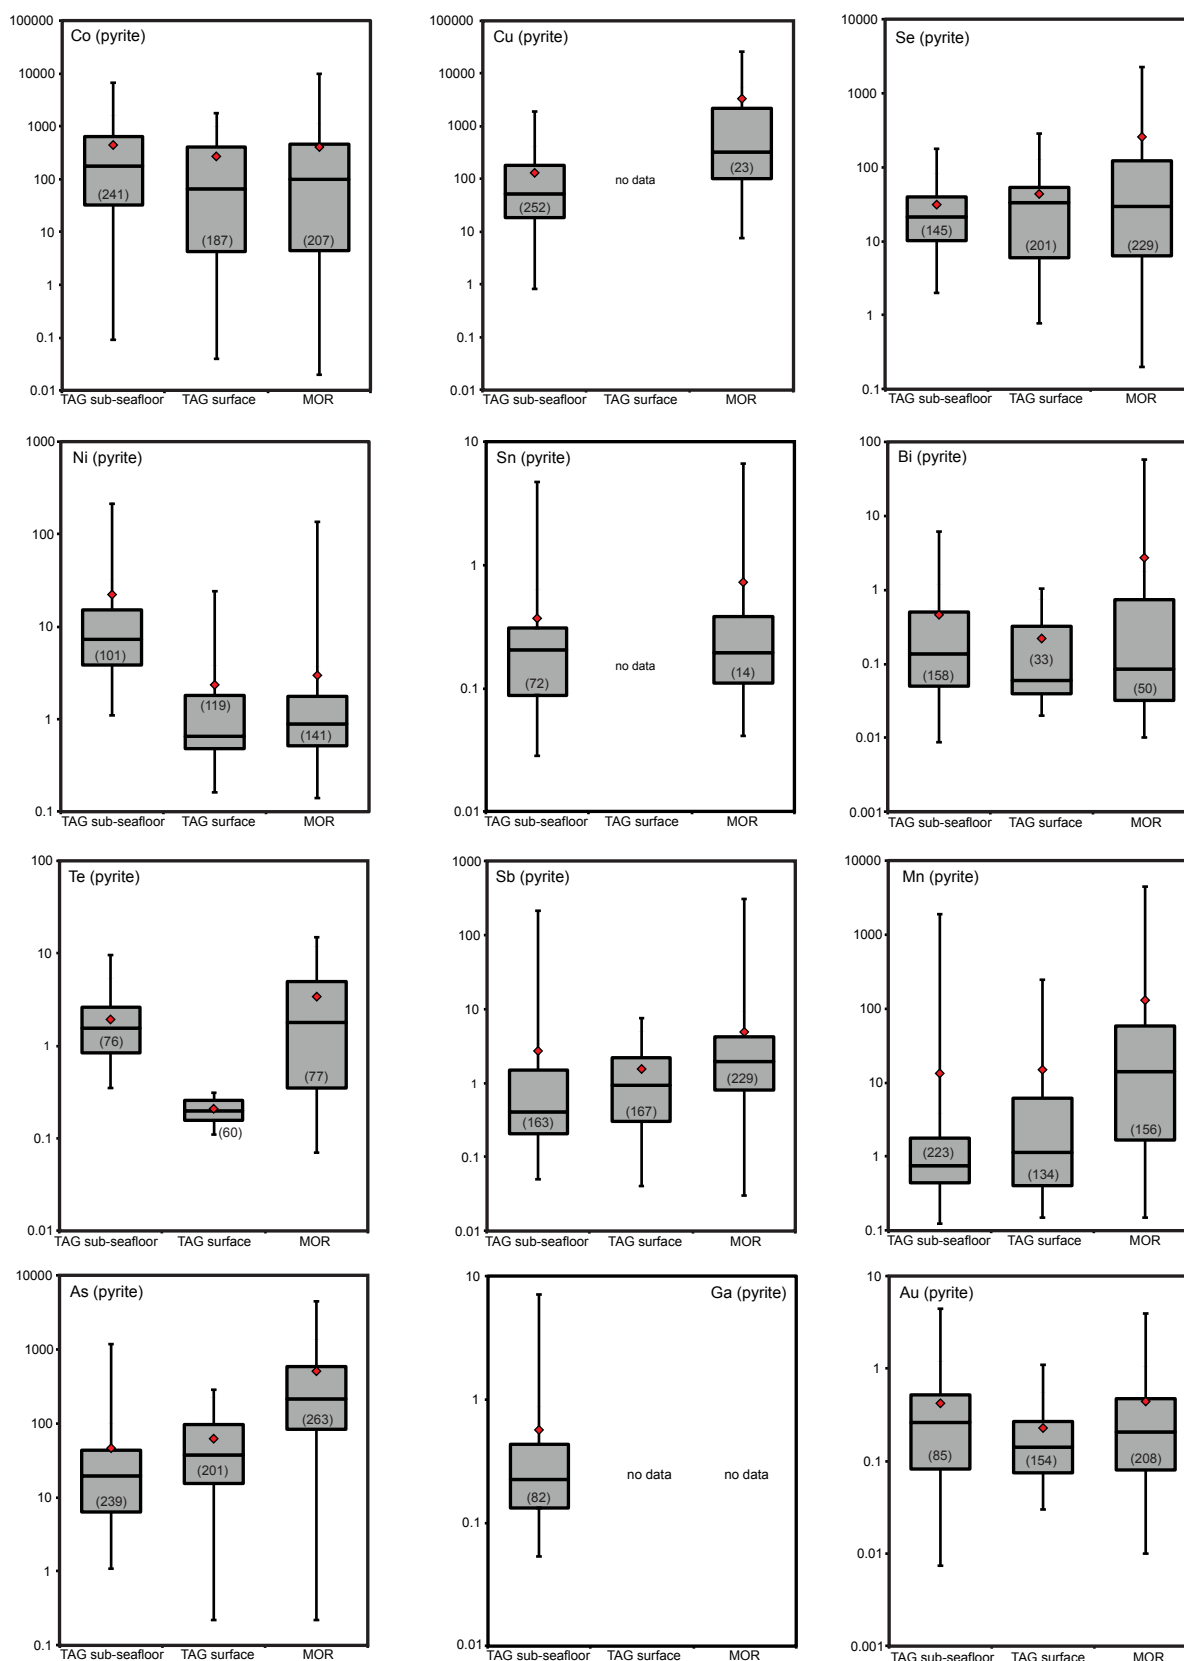 Co (pyrite)
100000
10000
1000
100
10
1
0.1
0.01
(241)
(187)
(207)
TAG sub-seafloor
TAG surface
MOR
Cu (pyrite)
100000
10000
1000
100
10
1
0.1
0.01
(252)
no data
(23)
TAG sub-seafloor
TAG surface
MOR
Se (pyrite)
10000
1000
100
10
1
0.1
(145)
(201)
(229)
TAG sub-seafloor
TAG surface
MOR
Ni (pyrite)
1000
100
10
1
0.1
(101)
(119)
(141)
TAG sub-seafloor
TAG surface
MOR
Sn (pyrite)
10
1
0.1
0.01
(72)
no data
(14)
TAG sub-seafloor
TAG surface
MOR
Bi (pyrite)
100
10
1
0.1
0.01
0.001
(158)
(33)
(50)
TAG sub-seafloor
TAG surface
MOR
Te (pyrite)
100
10
1
0.1
0.01
(76)
(60)
(77)
TAG sub-seafloor
TAG surface
MOR
Sb (pyrite)
1000
100
10
1
0.1
0.01
(163)
(167)
(229)
TAG sub-seafloor
TAG surface
MOR
Mn (pyrite)
10000
1000
100
10
1
0.1
(223)
(134)
(156)
TAG sub-seafloor
TAG surface
MOR
As (pyrite)
10000
1000
100
10
1
0.1
(239)
(201)
(263)
TAG sub-seafloor
TAG surface
MOR
Ga (pyrite)
10
1
0.1
0.01
(82)
no data
no data
TAG sub-seafloor
TAG surface
MOR
Au (pyrite)
10
1
0.1
0.01
0.001
(85)
(154)
(208)
TAG sub-seafloor
TAG surface
MOR